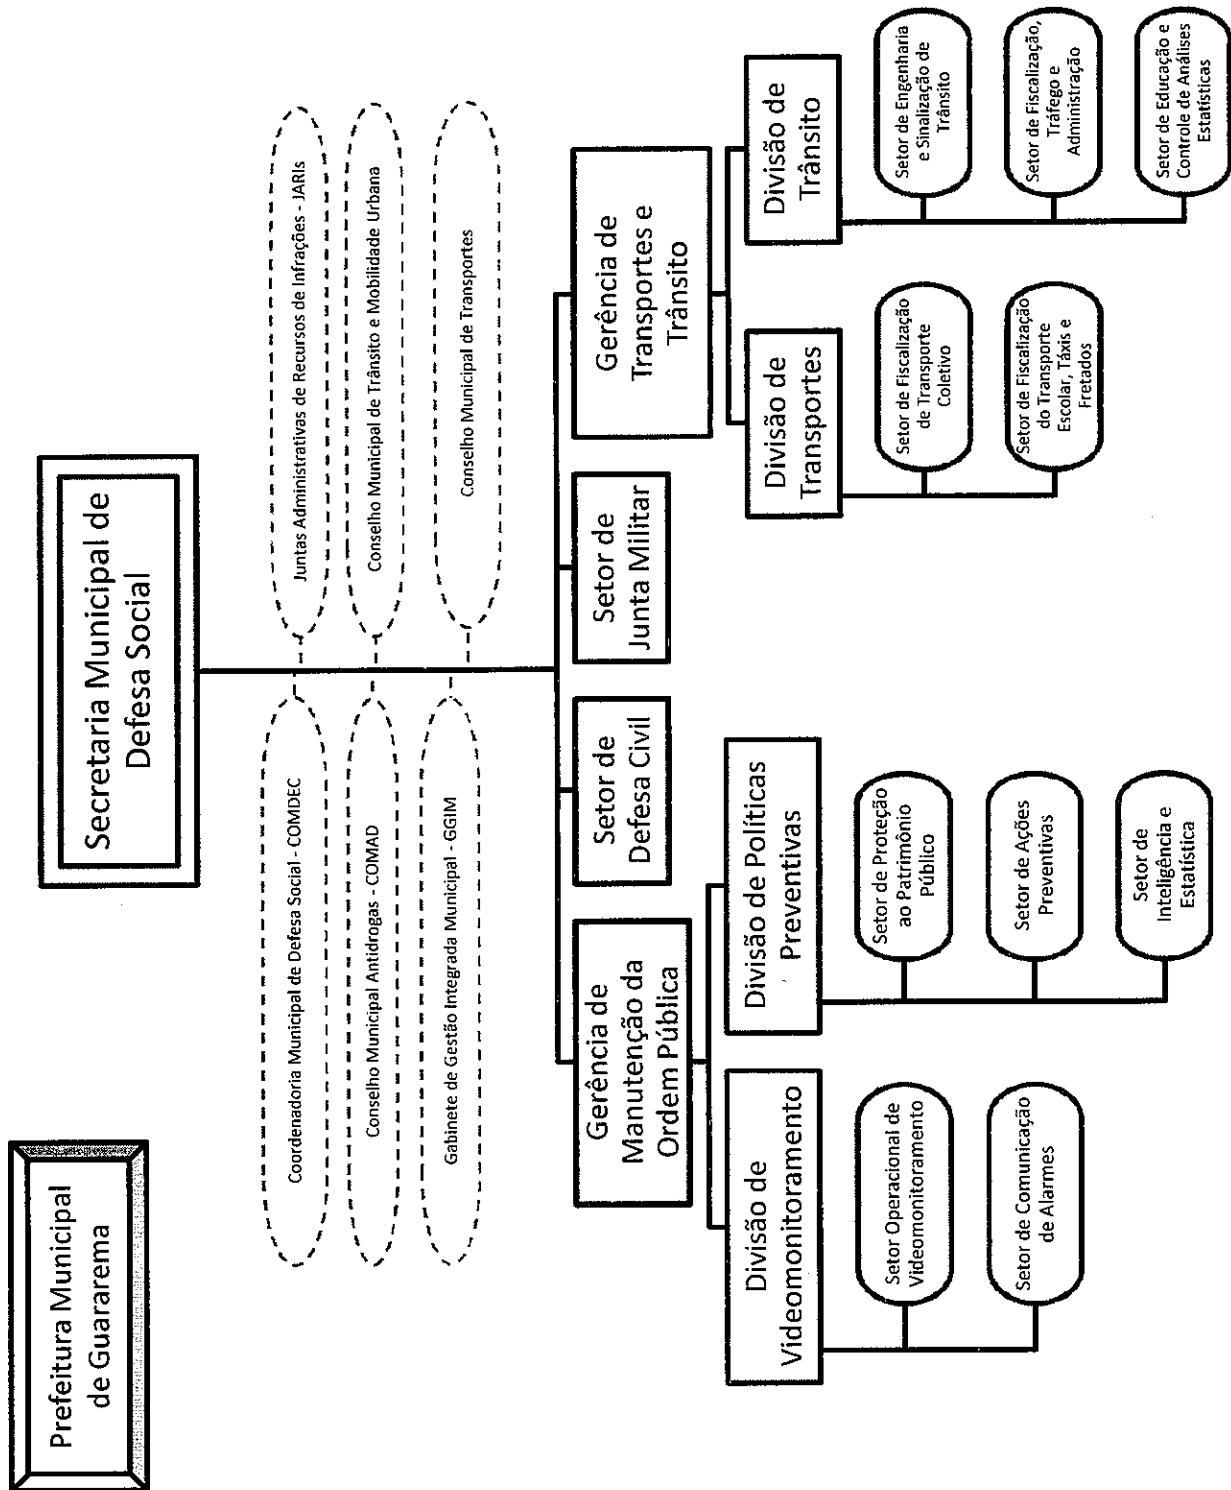 Prefeitura Municipal
de Guararema
Secretaria Municipal de
Defesa Social
Coordenadoria Municipal de Defesa Social - COMDEC
Juntas Administrativas de Recursos de Infrações - JARIs
Conselho Municipal Antidrogas - COMAD
Conselho Municipal de Trânsito e Mobilidade Urbana
Gabinete de Gestão Integrada Municipal - GGIM
Conselho Municipal de Transportes
Gerência de
Manutenção da
Ordem Pública
Setor de
Defesa Civil
Setor de
Junta Militar
Gerência de
Transportes e
Trânsito
Divisão de
Videomonitoramento
Divisão de Políticas
Preventivas
Divisão de
Transportes
Divisão de
Trânsito
Setor Operacional de
Videomonitoramento
Setor de Comunicação
de Alarmes
Setor de Proteção
ao Patrimônio
Público
Setor de Ações
Preventivas
Setor de
Inteligência e
Estatística
Setor de Fiscalização
de Transporte
Coletivo
Setor de Fiscalização
do Transporte
Escolar, Táxis e
Fretados
Setor de Engenharia
e Sinalização de
Trânsito
Setor de Fiscalização,
Tráfego e
Administração
Setor de Educação e
Controle de Análises
Estatísticas